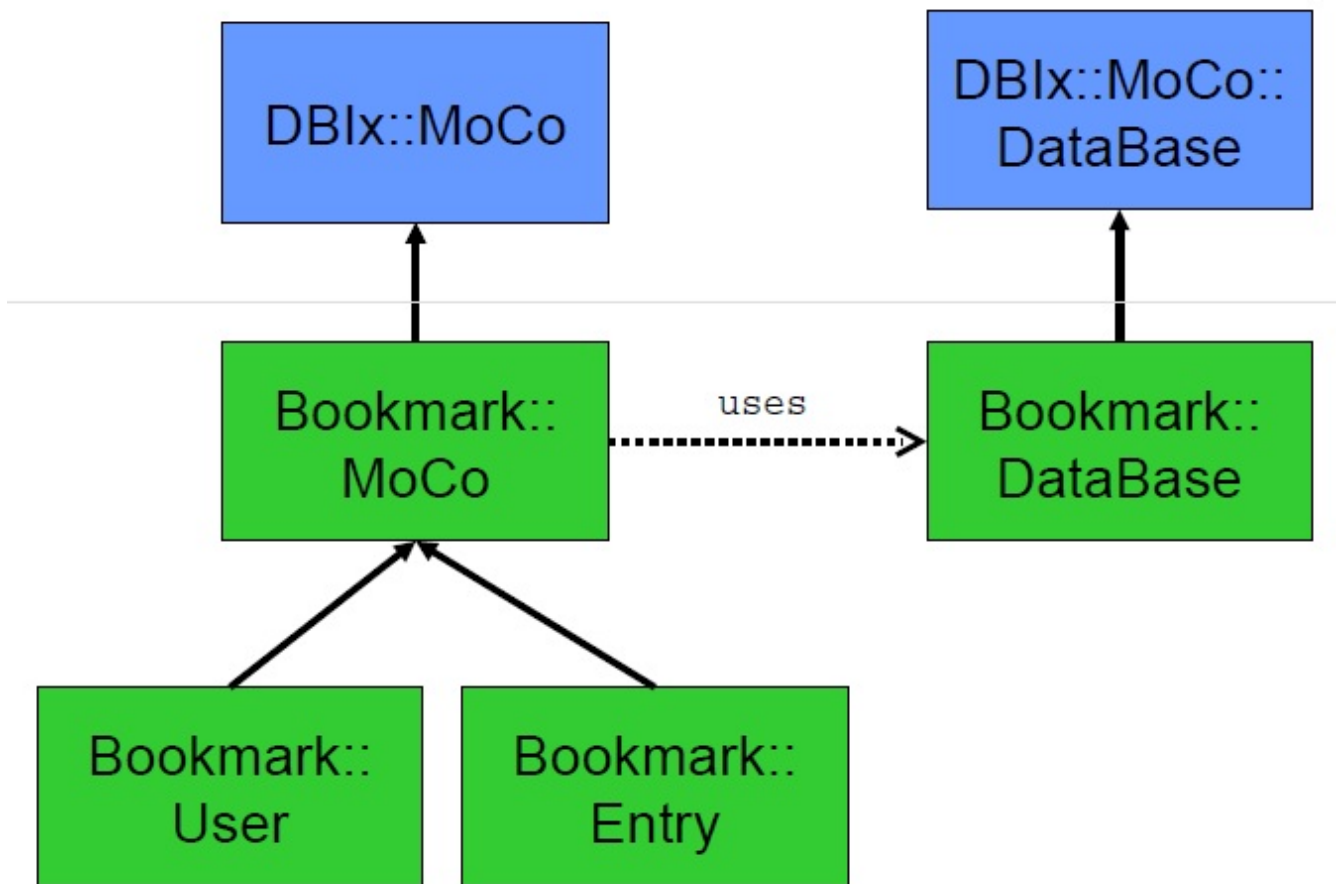 DBIx::MoCo
DBIx::MoCo::
DataBase
Bookmark::
MoCo
uses
Bookmark::
DataBase
Bookmark::
User
Bookmark::
Entry